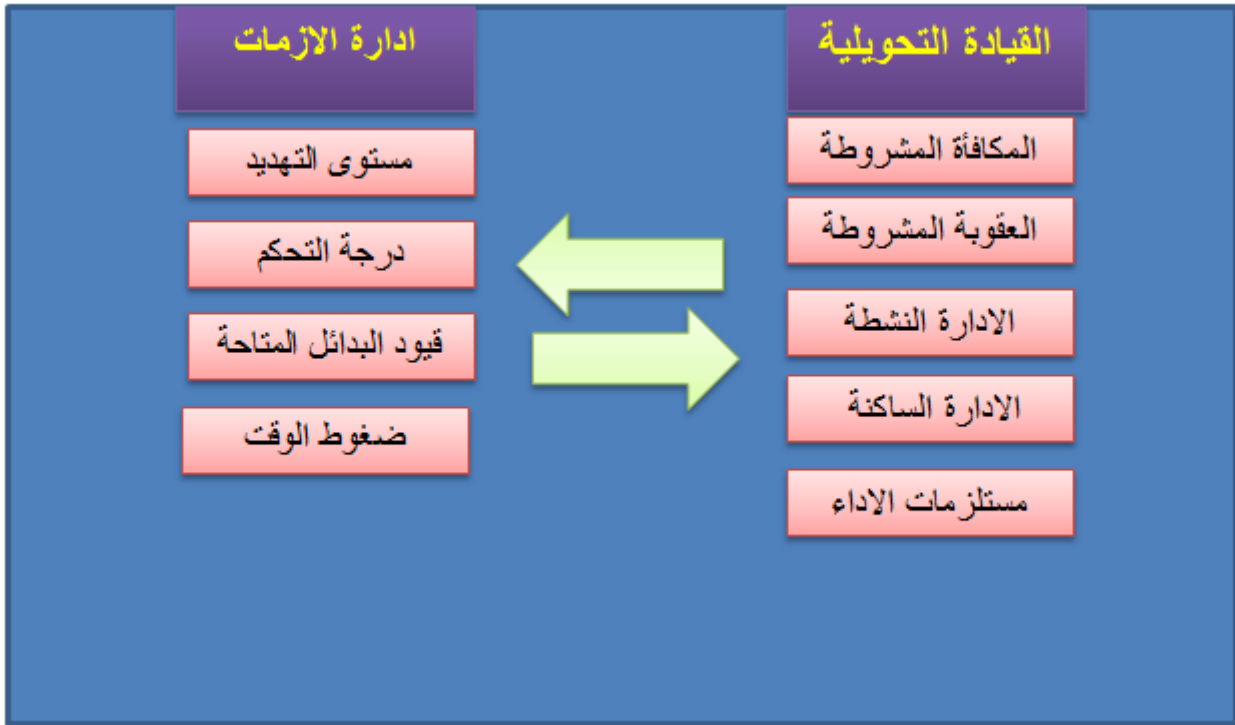 القيادة التحويلية
المكافأة المشروطة
العقوبة المشروطة
الادارة النشطة
الادارة الساكنة
مستلزمات الاداء
ادارة الازمات
مستوى التهديد
درجة التحكم
قيود البدائل المتاحة
ضغوط الوقت